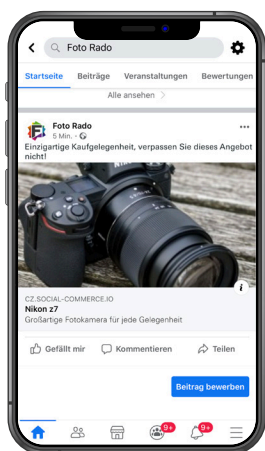 Foto Rado
Startseite Beiträge Veranstaltungen Bewertungen
Alle ansehen
Foto Rado
5 Min.
Einzigartige Kaufgelegenheit, verpassen Sie dieses Angebot
nicht!
Nikon
CZ.SOCIAL-COMMERCE.IO
Nikon z7
Großartige Fotokamera für jede Gelegenheit
Gefällt mir Kommentieren Teilen
Beitrag bewerben
9+ 9+